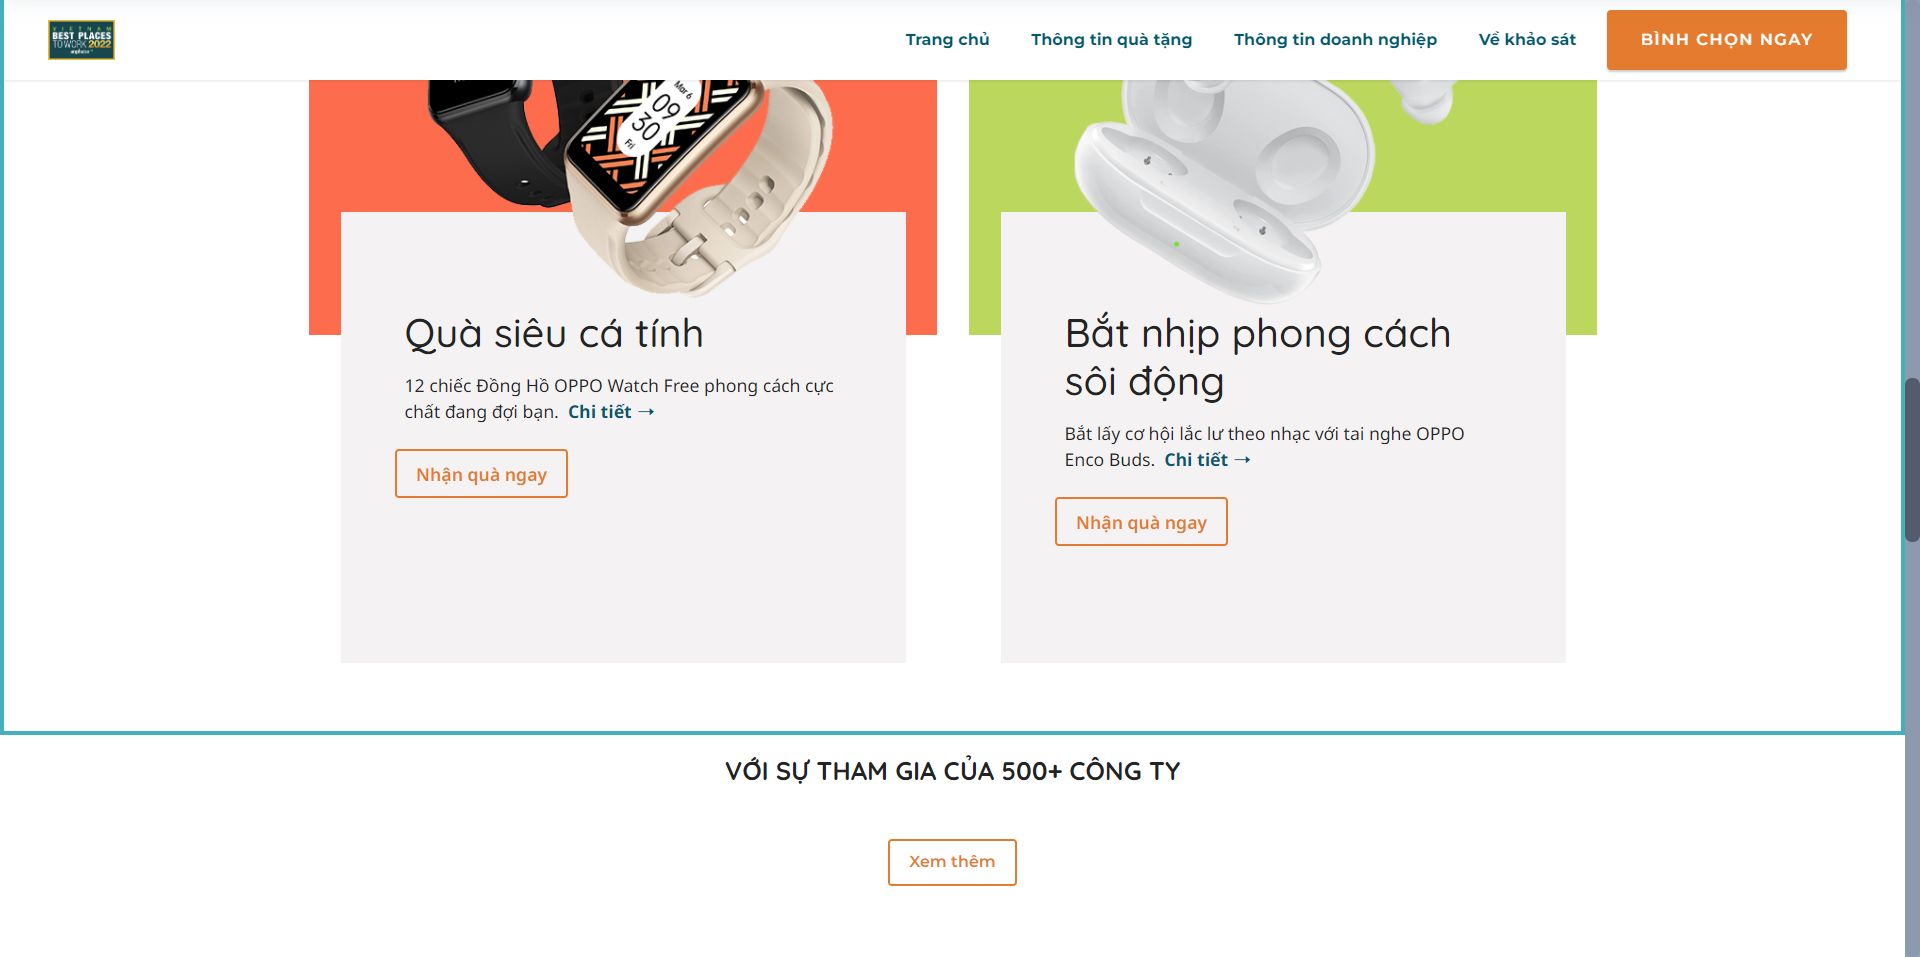 VIETNAM
BEST PLACES
TO WORK 2022
anphabe
Trang chủ
Thông tin quà tặng
Thông tin doanh nghiệp
Về khảo sát
BÌNH CHỌN NGAY
Mar 6
09
30
Fri
Quà siêu cá tính
12 chiếc Đồng Hồ OPPO Watch Free phong cách cực
chất đang đợi bạn. Chi tiết →
Nhận quà ngay
Bắt nhịp phong cách
sôi động
Bắt lấy cơ hội lắc lư theo nhạc với tai nghe OPPO
Enco Buds. Chi tiết →
Nhận quà ngay
VỚI SỰ THAM GIA CỦA 500+ CÔNG TY
Xem thêm